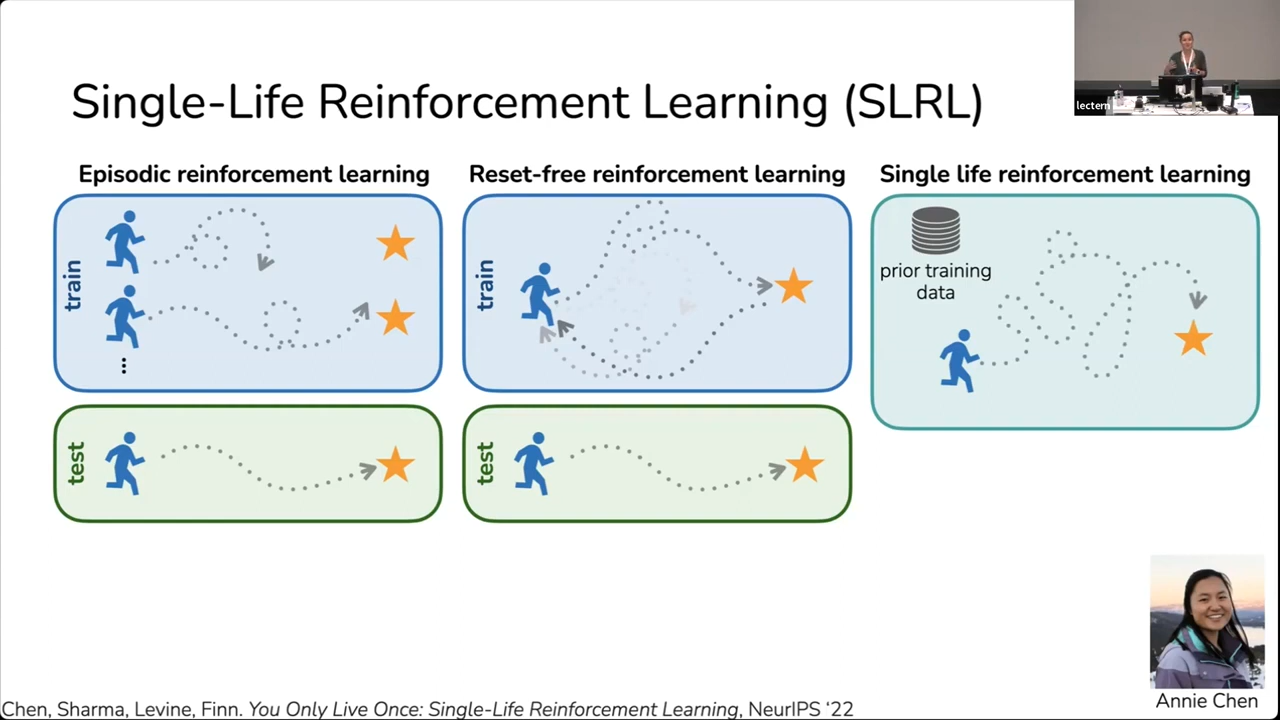 lectern
Single-Life Reinforcement Learning (SLRL)
Episodic reinforcement learning
train
test
Reset-free reinforcement learning
train
test
Single life reinforcement learning
prior training
data
Annie Chen
Chen, Sharma, Levine, Finn. You Only Live Once: Single-Life Reinforcement Learning, NeurIPS ‘22